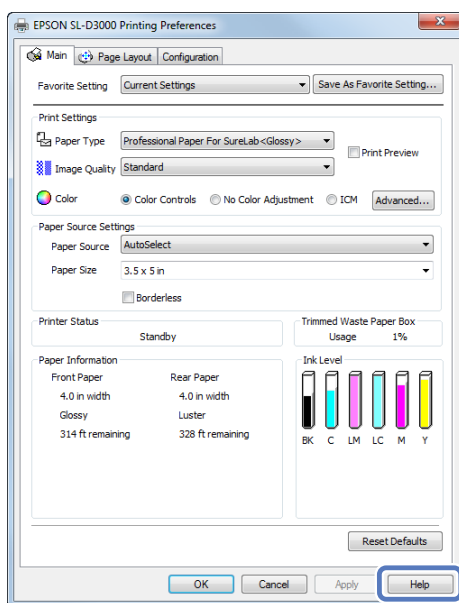 EPSON SL-D3000 Printing Preferences
Main Page Layout Configuration
Favorite Setting Current Settings Save As Favorite Setting...
Print Settings
Paper Type Professional Paper For SureLab<Glossy>
Print Preview
Image Quality Standard
Color Color Controls No Color Adjustment ICM Advanced...
Paper Source Settings
Paper Source AutoSelect
Paper Size 3.5 x 5 in
Borderless
Printer Status
Standby
Trimmed Waste Paper Box
Usage 1%
Paper Information
Front Paper Rear Paper
4.0 in width 4.0 in width
Glossy Luster
314 ft remaining 328 ft remaining
Ink Level
BK C LM LC M Y
Reset Defaults
OK Cancel Apply Help